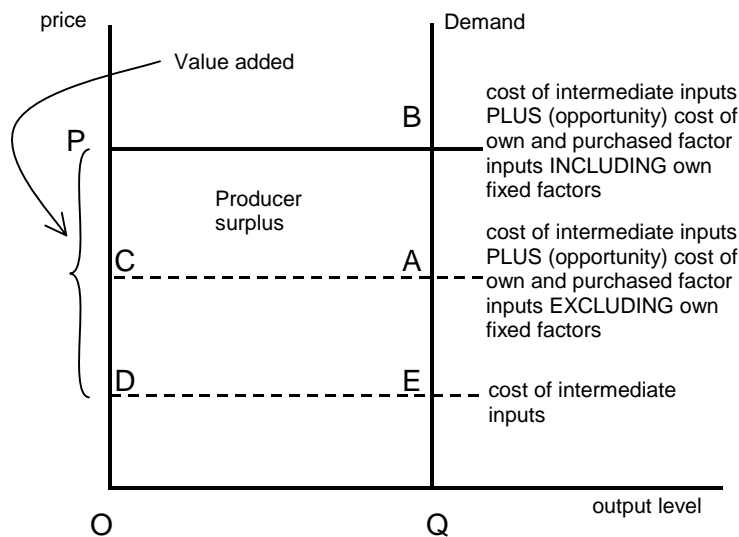 price
Demand
Value added
cost of intermediate inputs
PLUS (opportunity) cost of
own and purchased factor
inputs INCLUDING own
fixed factors
B
P
Producer
surplus
cost of intermediate inputs
PLUS (opportunity) cost of
own and purchased factor
inputs EXCLUDING own
fixed factors
C
A
D
E
cost of intermediate
inputs
output level
O
Q